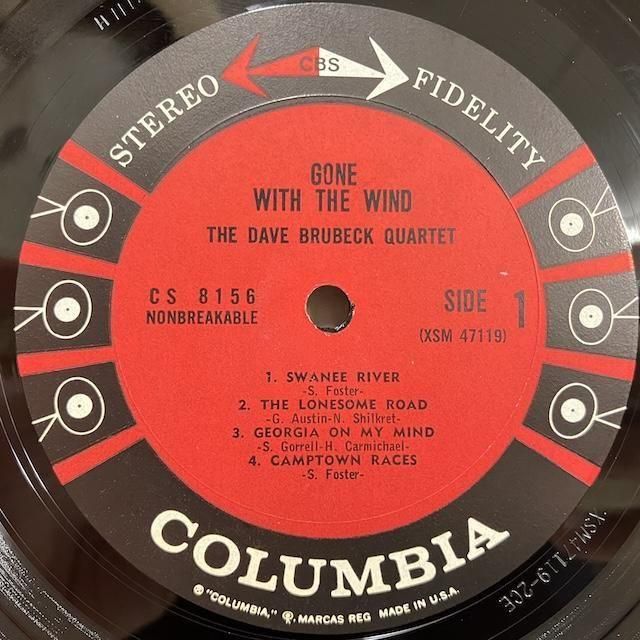 STEREO CBS FIDELITY
GONE
WITH THE WIND
THE DAVE BRUBECK QUARTET
CS 8156
NONBREAKABLE
SIDE 1
(XSM 47119)
1. SWANEE RIVER
-S. Foster-
2. THE LONESOME ROAD
-G. Austin-N. Shilkret-
3. GEORGIA ON MY MIND
-S. Gorrell-H. Carmichael-
4. CAMPTOWN RACES
-S. Foster-
COLUMBIA
® "COLUMBIA," ®, MARCAS REG MADE IN U.S.A.